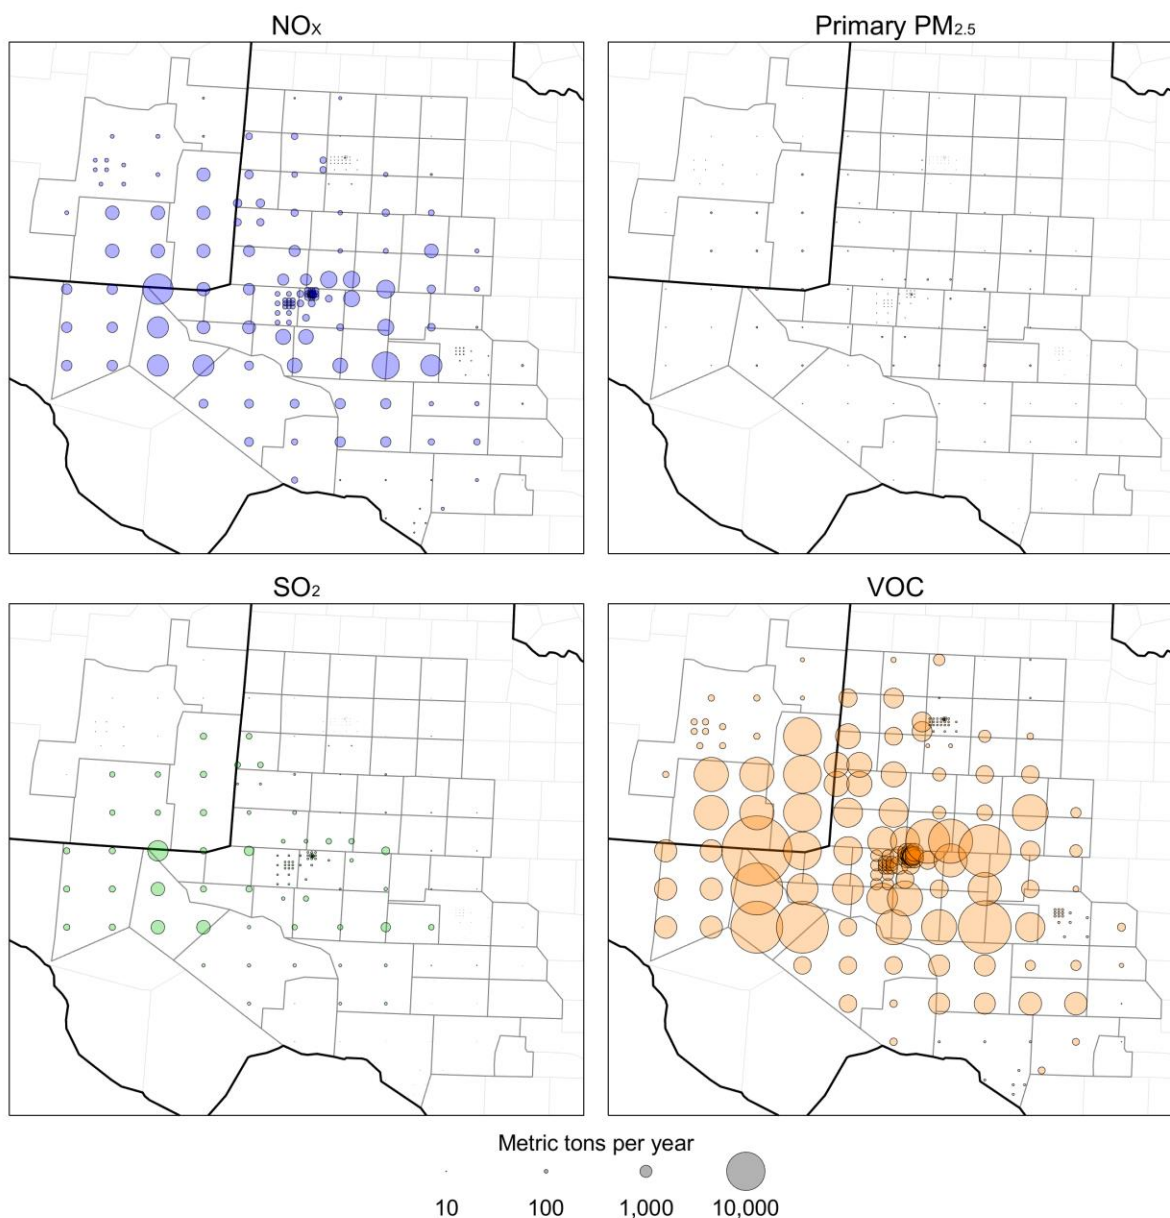 NOx
Primary PM2.5
SO2
VOC
Metric tons per year
10 100 1,000 10,000